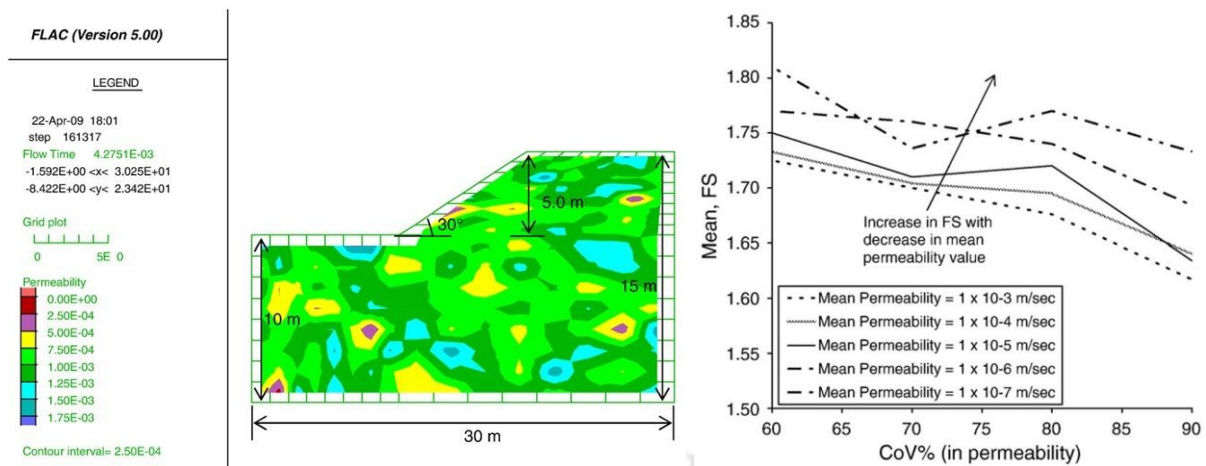 FLAC (Version 5.00)
LEGEND
22-Apr-09 18:01
step 161317
Flow Time 4.2751E-03
-1.592E+00 <x< 3.025E+01
-8.422E+00 <y< 2.342E+01
Grid plot
0 5E 0
Permeability
0.00E+00
2.50E-04
5.00E-04
7.50E-04
1.00E-03
1.25E-03
1.50E-03
1.75E-03
Contour interval= 2.50E-04
5.0 m
30°
15 m
10 m
30 m
1.85
1.80
1.75
1.70
1.65
1.60
1.55
1.50
Mean, FS
Increase in FS with
decrease in mean
permeability value
Mean Permeability = 1 x 10-3 m/sec
Mean Permeability = 1 x 10-4 m/sec
Mean Permeability = 1 x 10-5 m/sec
Mean Permeability = 1 x 10-6 m/sec
Mean Permeability = 1 x 10-7 m/sec
60 65 70 75 80 85 90
CoV% (in permeability)